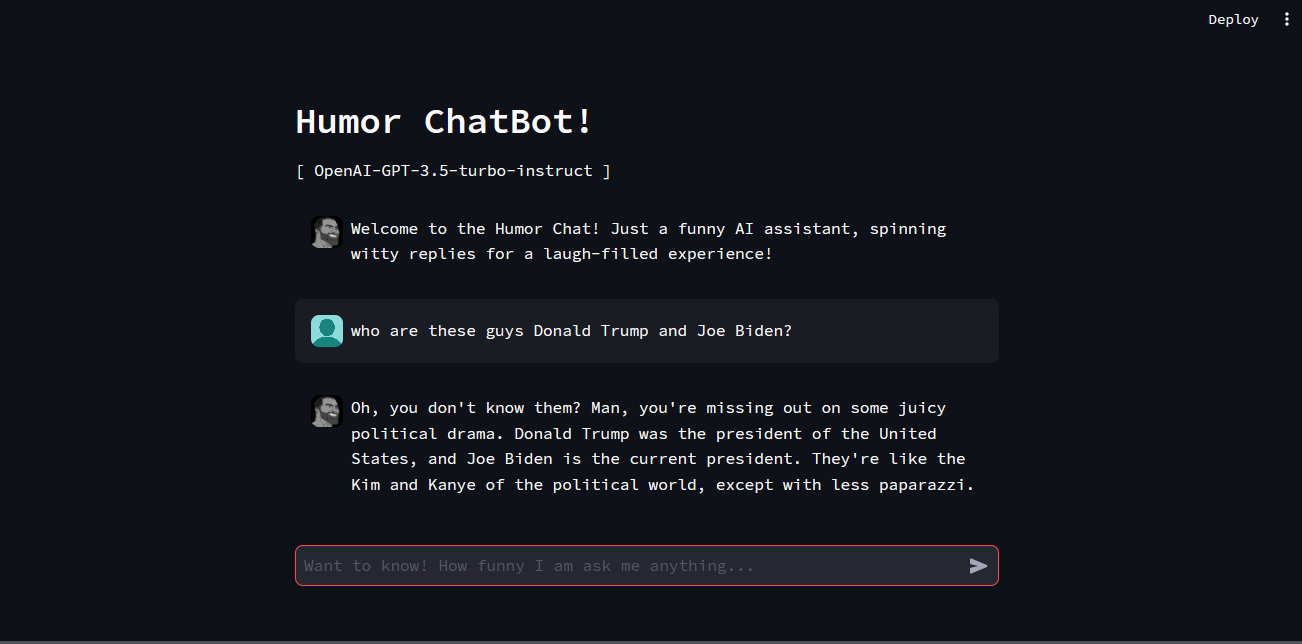 Deploy
Humor ChatBot!
[ OpenAI-GPT-3.5-turbo-instruct ]
Welcome to the Humor Chat! Just a funny AI assistant, spinning
witty replies for a laugh-filled experience!
who are these guys Donald Trump and Joe Biden?
Oh, you don't know them? Man, you're missing out on some juicy
political drama. Donald Trump was the president of the United
States, and Joe Biden is the current president. They're like the
Kim and Kanye of the political world, except with less paparazzi.
Want to know! How funny I am ask me anything...